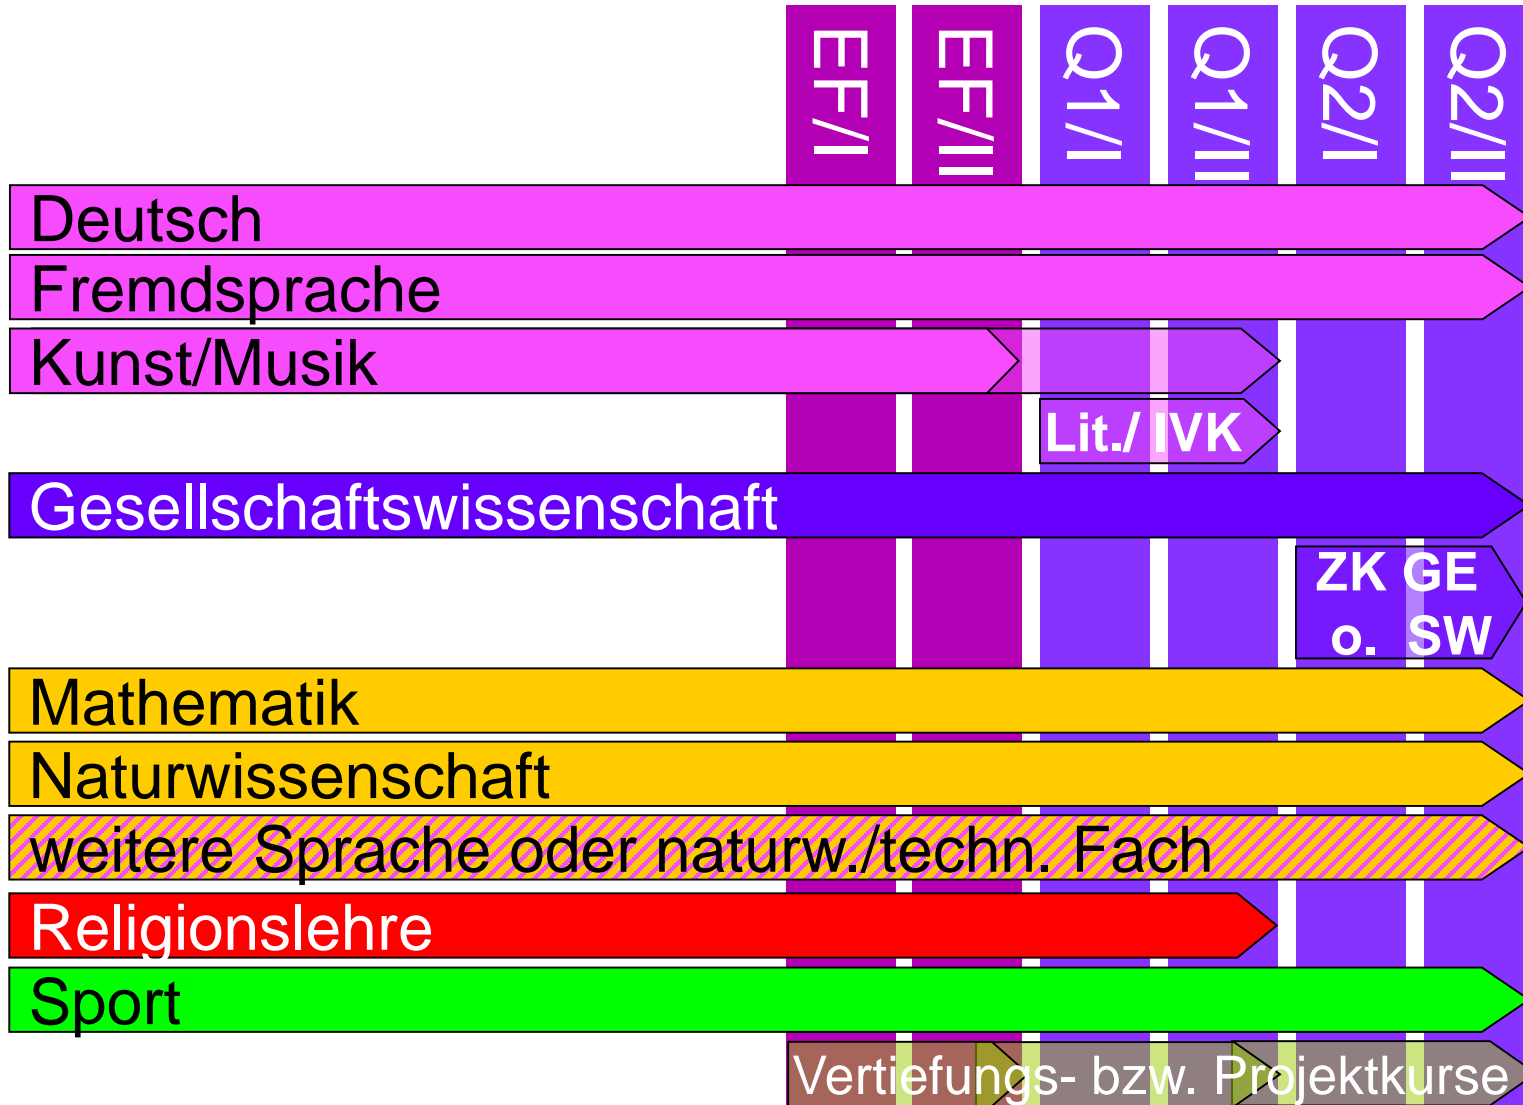 EF/I
EF/II
Q1/I
Q1/II
Q2/I
Q2/II
Deutsch
Fremdsprache
Kunst/Musik
Lit./ IVK
Gesellschaftswissenschaft
ZK GE
o. SW
Mathematik
Naturwissenschaft
weitere Sprache oder naturw./techn. Fach
Religionslehre
Sport
Vertiefungs- bzw. Projektkurse